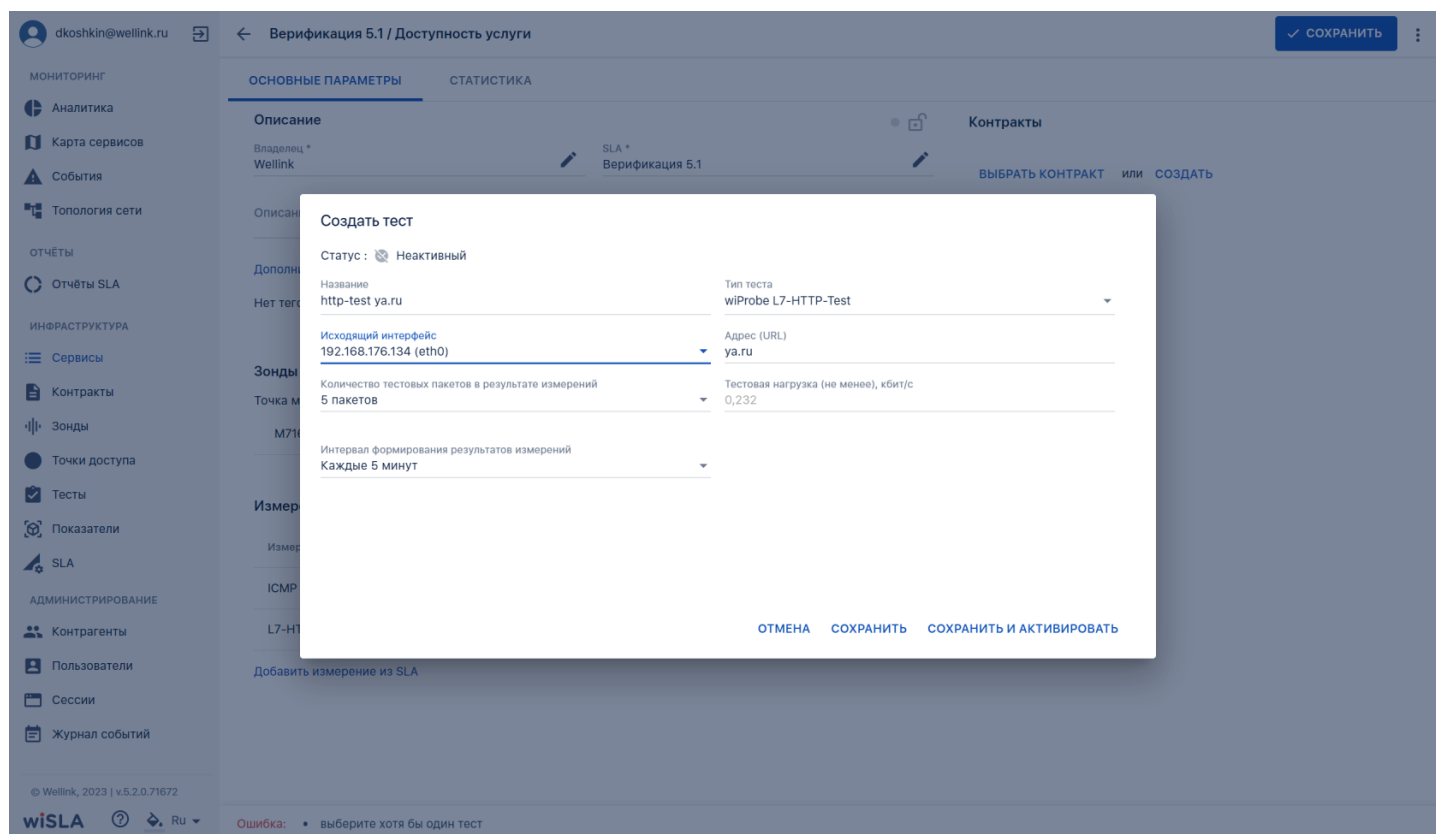 dkoshkin@wellink.ru
Верификация 5.1 / Доступность услуги
СОХРАНИТЬ
МОНИТОРИНГ
Аналитика
Карта сервисов
События
Топология сети
ОТЧЁТЫ
Отчёты SLA
ИНФРАСТРУКТУРА
Сервисы
Контракты
Зонды
Точки доступа
Тесты
Показатели
SLA
АДМИНИСТРИРОВАНИЕ
Контрагенты
Пользователи
Сессии
Журнал событий
© Wellink, 2023 | v.5.2.0.71672
wiSLA
Ru
ОСНОВНЫЕ ПАРАМЕТРЫ СТАТИСТИКА
Описание
Владелец * SLA *
Wellink Верификация 5.1
Контракты
ВЫБРАТЬ КОНТРАКТ или СОЗДАТЬ
Описан
Дополн
Нет тего
Зонды
Точка м
M716
Измер
Измер
ICMP
L7-HT
Добавить измерение из SLA
Создать тест
Статус : Неактивный
Название Тип теста
http-test ya.ru wiProbe L7-HTTP-Test
Исходящий интерфейс Адрес (URL)
192.168.176.134 (eth0) ya.ru
Количество тестовых пакетов в результате измерений Тестовая нагрузка (не менее), кбит/с
5 пакетов 0,232
Интервал формирования результатов измерений
Каждые 5 минут
ОТМЕНА СОХРАНИТЬ СОХРАНИТЬ И АКТИВИРОВАТЬ
Ошибка: • выберите хотя бы один тест